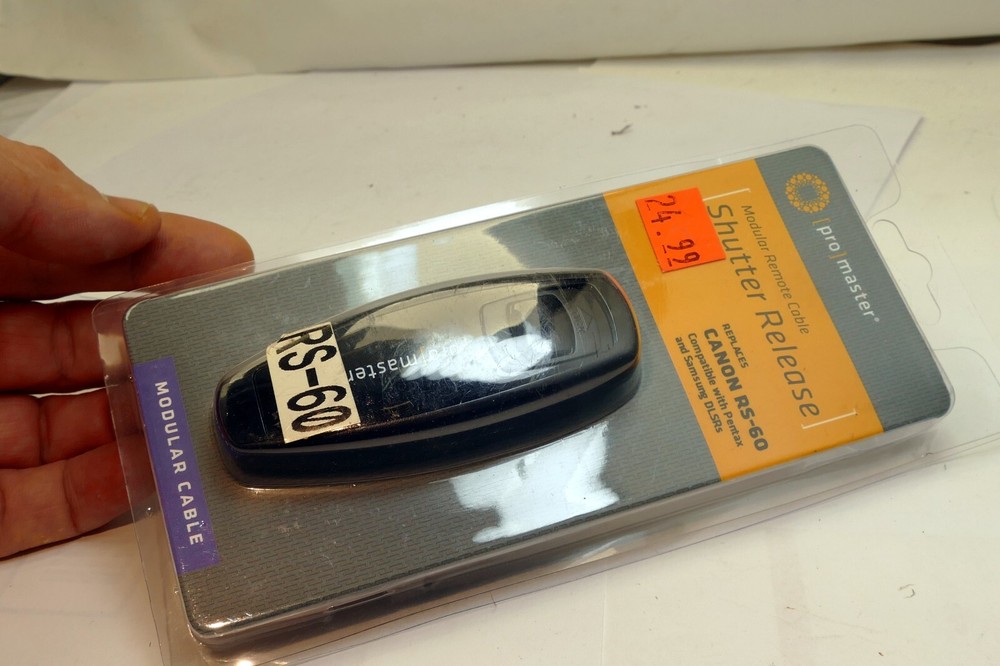 [pro]master®
Modular Remote Cable
[Shutter Release]
REPLACES
CANON RS-60
Compatible with Pentax
and Samsung DLSRs
24.99
master
RS-60
MODULAR CABLE